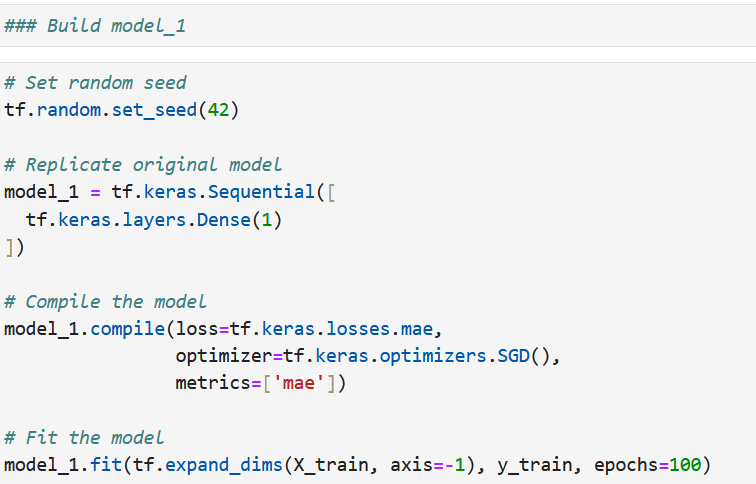 ### Build model_1
# Set random seed
tf.random.set_seed(42)
# Replicate original model
model_1 = tf.keras.Sequential([
  tf.keras.layers.Dense(1)
])
# Compile the model
model_1.compile(loss=tf.keras.losses.mae,
                optimizer=tf.keras.optimizers.SGD(),
                metrics=['mae'])
# Fit the model
model_1.fit(tf.expand_dims(X_train, axis=-1), y_train, epochs=100)